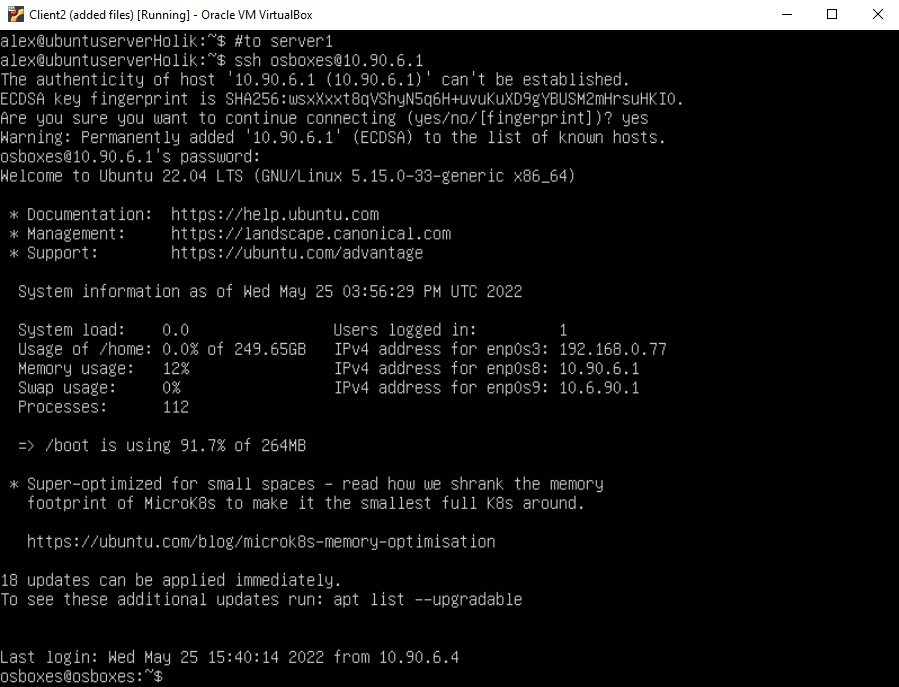 Client2 (added files) [Running] - Oracle VM VirtualBox
alex@ubuntuserverHolik:~$ #to server1
alex@ubuntuserverHolik:~$ ssh osboxes@10.90.6.1
The authenticity of host '10.90.6.1 (10.90.6.1)' can't be established.
ECDSA key fingerprint is SHA256:wsxXxxt8qVShyN5q6H+uvuKuXD9gYBUSM2mHrsuHKI0.
Are you sure you want to continue connecting (yes/no/[fingerprint])? yes
Warning: Permanently added '10.90.6.1' (ECDSA) to the list of known hosts.
osboxes@10.90.6.1's password:
Welcome to Ubuntu 22.04 LTS (GNU/Linux 5.15.0-33-generic x86_64)
* Documentation:  https://help.ubuntu.com
* Management:     https://landscape.canonical.com
* Support:        https://ubuntu.com/advantage
System information as of Wed May 25 03:56:29 PM UTC 2022
System load:    0.0                Users logged in:         1
Usage of /home: 0.0% of 249.65GB   IPv4 address for enp0s3: 192.168.0.77
Memory usage:   12%                IPv4 address for enp0s8: 10.90.6.1
Swap usage:     0%                 IPv4 address for enp0s9: 10.6.90.1
Processes:      112
=> /boot is using 91.7% of 264MB
* Super-optimized for small spaces - read how we shrank the memory
footprint of MicroK8s to make it the smallest full K8s around.
https://ubuntu.com/blog/microk8s-memory-optimisation
18 updates can be applied immediately.
To see these additional updates run: apt list --upgradable
Last login: Wed May 25 15:40:14 2022 from 10.90.6.4
osboxes@osboxes:~$